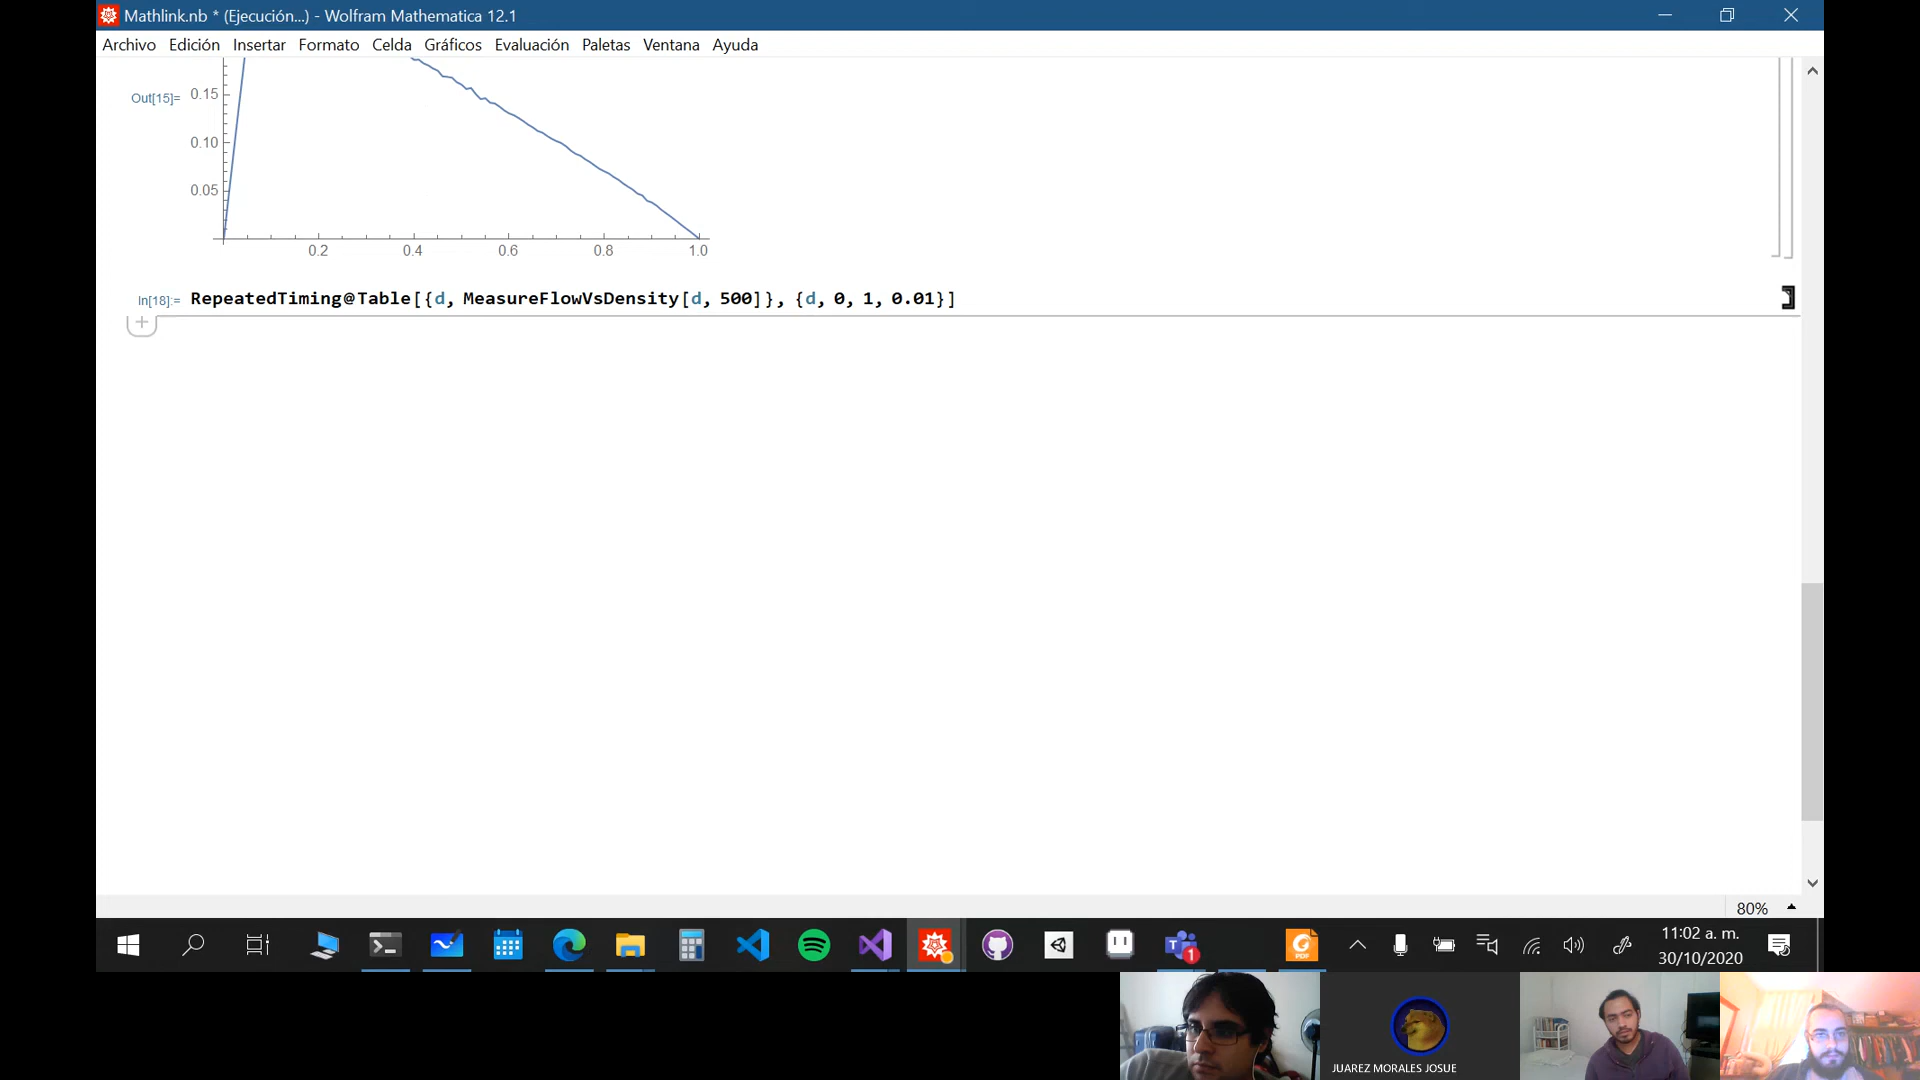 Mathlink.nb * (Ejecución...) - Wolfram Mathematica 12.1
Archivo Edición Insertar Formato Celda Gráficos Evaluación Paletas Ventana Ayuda
Out[15]=
0.15
0.10
0.05
0.2 0.4 0.6 0.8 1.0
In[18]:= RepeatedTiming@Table[{d, MeasureFlowVsDensity[d, 500]}, {d, 0, 1, 0.01}]
80%
1
PDF
11:02 a. m.
30/10/2020
JUAREZ MORALES JOSUE